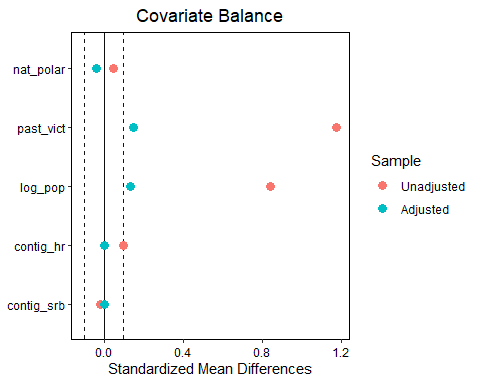 Covariate Balance
nat_polar
past_vict
log_pop
contig_hr
contig_srb
0.0 0.4 0.8 1.2
Standardized Mean Differences
Sample
Unadjusted
Adjusted